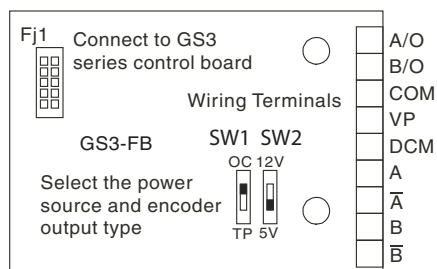 Fj1
Connect to GS3
series control board
Wiring Terminals
GS3-FB
SW1 SW2
OC 12V
Select the power
source and encoder
output type
TP 5V
A/O
B/O
COM
VP
DCM
A
A̅
B
B̅